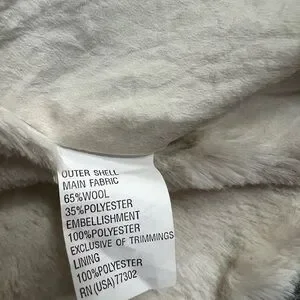 OUTER SHELL
MAIN FABRIC
65%WOOL
35%POLYESTER
EMBELLISHMENT
100%POLYESTER
EXCLUSIVE OF TRIMMINGS
LINING
100%POLYESTER
RN(USA)77302